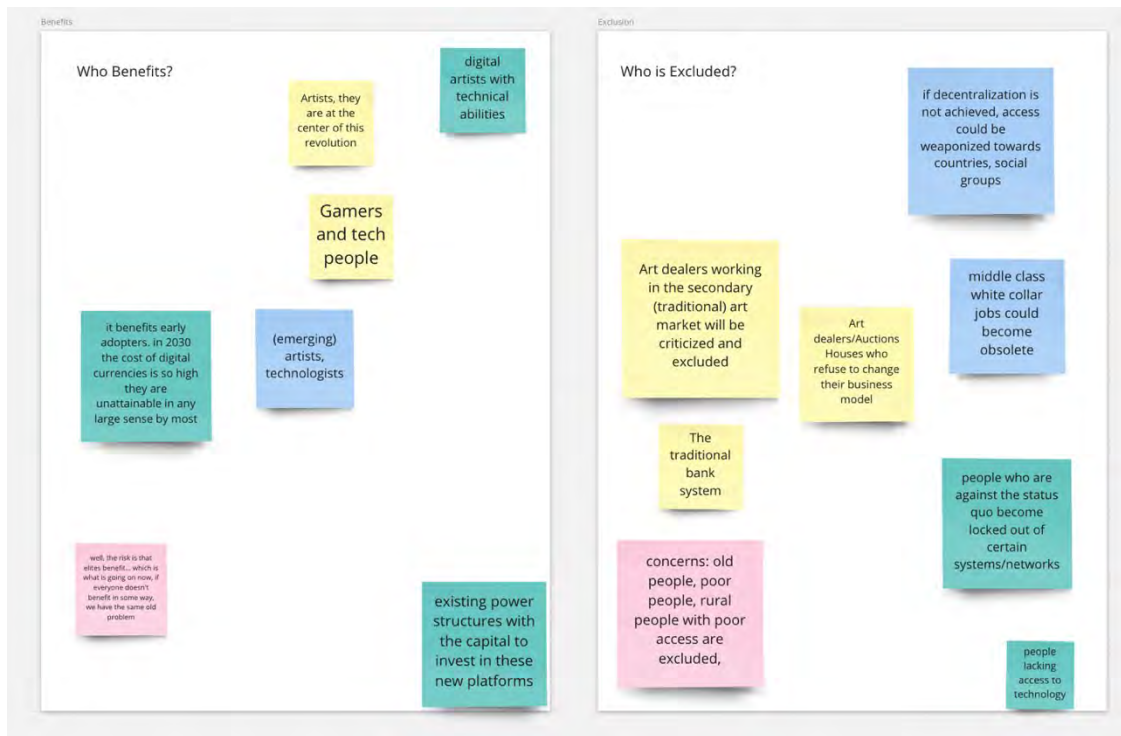 Benefits
Who Benefits?
digital
artists with
technical
abilities
Artists, they
are at the
center of this
revolution
Gamers
and tech
people
it benefits early
adopters. in 2030
the cost of digital
currencies is so high
they are
unattainable in any
large sense by most
(emerging)
artists,
technologists
well, the risk is that
elites benefit... which is
what is going on now, if
everyone doesn't
benefit in some way,
we have the same old
problem
existing power
structures with
the capital to
invest in these
new platforms
Exclusion
Who is Excluded?
if decentralization is
not achieved, access
could be
weaponized towards
countries, social
groups
Art dealers working
in the secondary
(traditional) art
market will be
criticized and
excluded
Art
dealers/Auctions
Houses who
refuse to change
their business
model
middle class
white collar
jobs could
become
obsolete
The
traditional
bank
system
people who are
against the status
quo become
locked out of
certain
systems/networks
concerns: old
people, poor
people, rural
people with poor
access are
excluded,
people
lacking
access to
technology